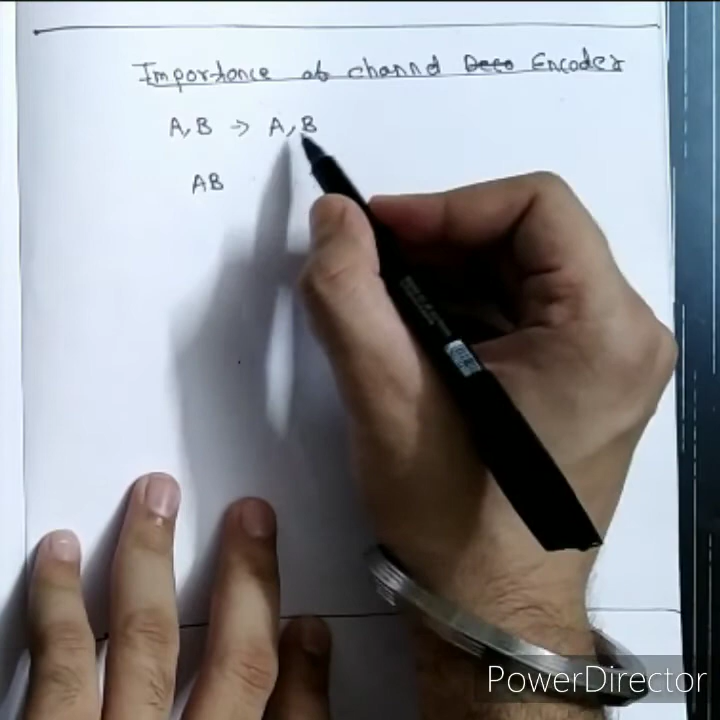 Importance of channel Deco Encoder
A, B → A, B
AB
PowerDirector